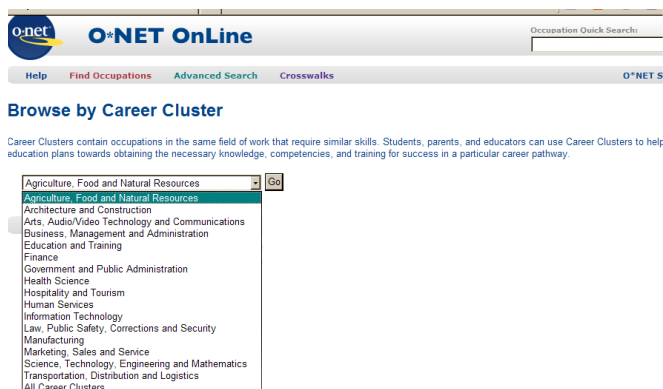 o·net
O*NET OnLine
Occupation Quick Search:
Help Find Occupations Advanced Search Crosswalks O*NET S
Browse by Career Cluster
Career Clusters contain occupations in the same field of work that require similar skills. Students, parents, and educators can use Career Clusters to help
education plans towards obtaining the necessary knowledge, competencies, and training for success in a particular career pathway.
Agriculture, Food and Natural Resources Go
Agriculture, Food and Natural Resources
Architecture and Construction
Arts, Audio/Video Technology and Communications
Business, Management and Administration
Education and Training
Finance
Government and Public Administration
Health Science
Hospitality and Tourism
Human Services
Information Technology
Law, Public Safety, Corrections and Security
Manufacturing
Marketing, Sales and Service
Science, Technology, Engineering and Mathematics
Transportation, Distribution and Logistics
All Career Clusters